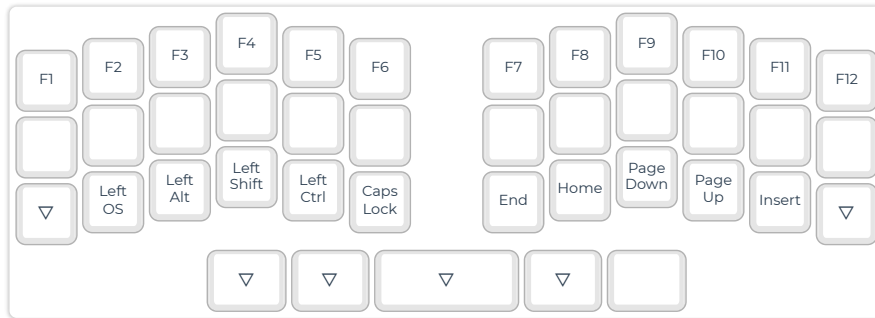 F1
F2
F3
F4
F5
F6
F7
F8
F9
F10
F11
F12
▽
Left
OS
Left
Alt
Left
Shift
Left
Ctrl
Caps
Lock
End
Home
Page
Down
Page
Up
Insert
▽
▽
▽
▽
▽